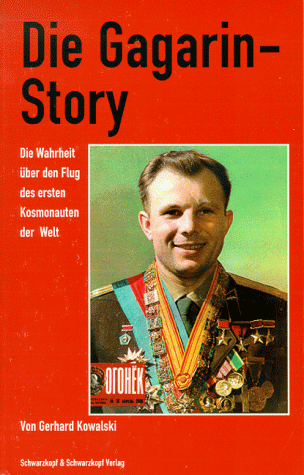 Die Gagarin-
Story
Die Wahrheit
über den Flug
des ersten
Kosmonauten
der Welt
ОГОНЁК
Von Gerhard Kowalski
Schwarzkopf & Schwarzkopf Verlag